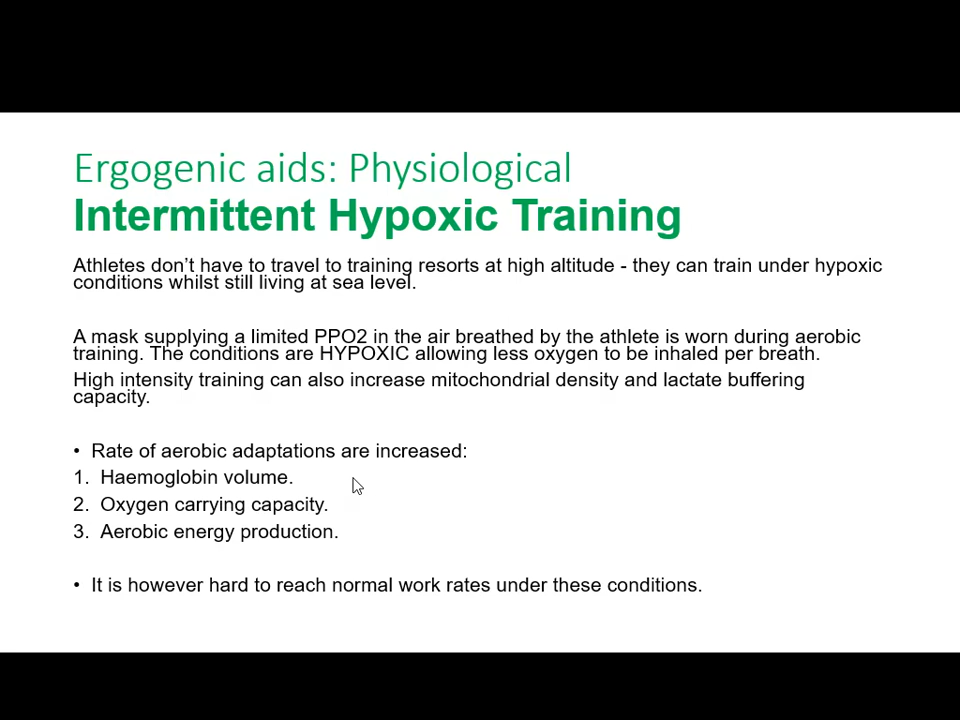 Ergogenic aids: Physiological
Intermittent Hypoxic Training
Athletes don't have to travel to training resorts at high altitude - they can train under hypoxic
conditions whilst still living at sea level.
A mask supplying a limited PPO2 in the air breathed by the athlete is worn during aerobic
training. The conditions are HYPOXIC allowing less oxygen to be inhaled per breath.
High intensity training can also increase mitochondrial density and lactate buffering
capacity.
• Rate of aerobic adaptations are increased:
1. Haemoglobin volume.
2. Oxygen carrying capacity.
3. Aerobic energy production.
• It is however hard to reach normal work rates under these conditions.